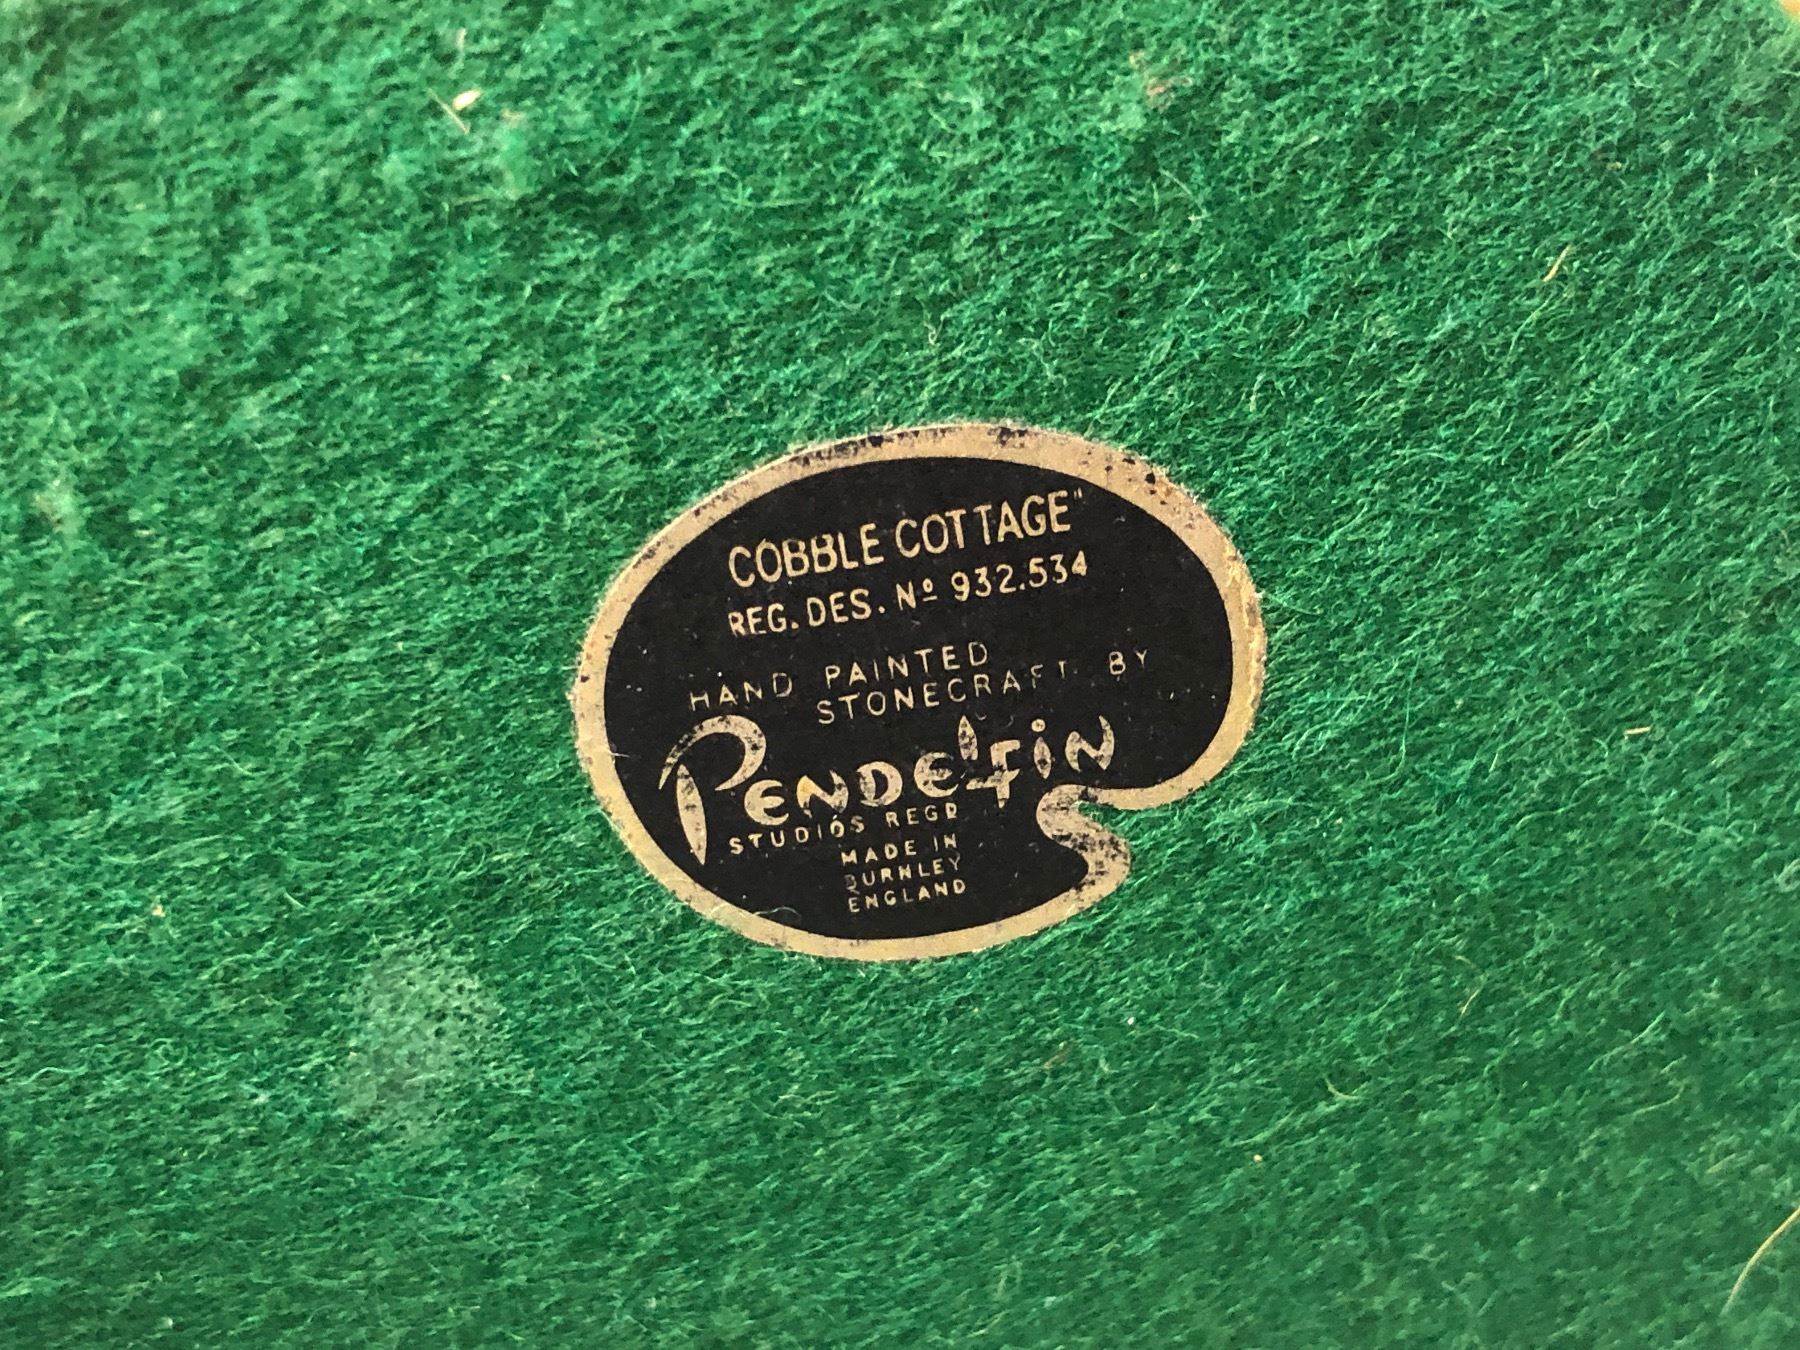 COBBLE COTTAGE"
REG. DES. Nº 932.534
HAND PAINTED
STONECRAFT BY
PENDELFIN
STUDIOS REGD
MADE IN
BURNLEY
ENGLAND